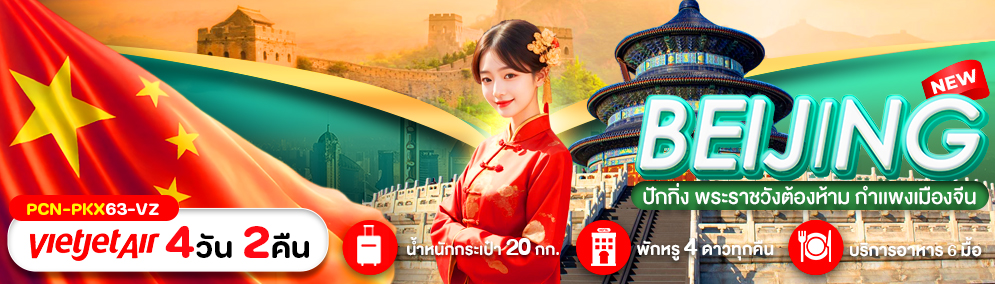 NEW
BEIJING
ปักกิ่ง พระราชวังต้องห้าม กำแพงเมืองจีน
PCN-PKX63-VZ
vietjetAIR 4วัน 2คืน
น้ำหนักกระเป๋า 20 กก.
พักหรู 4 ดาวทุกคืน
บริการอาหาร 6 มื้อ